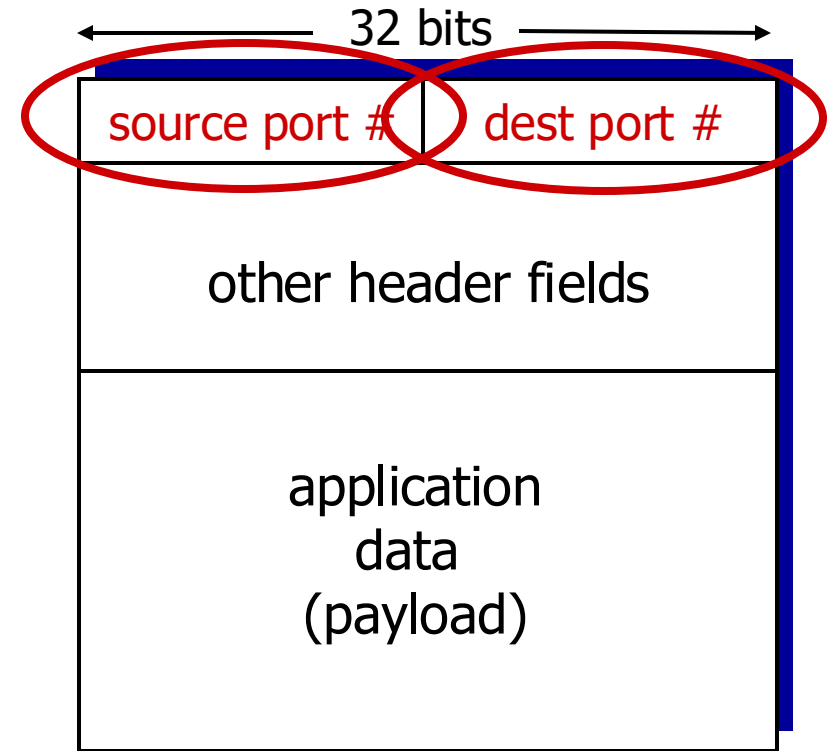 32 bits
source port # dest port #
other header fields
application
data
(payload)